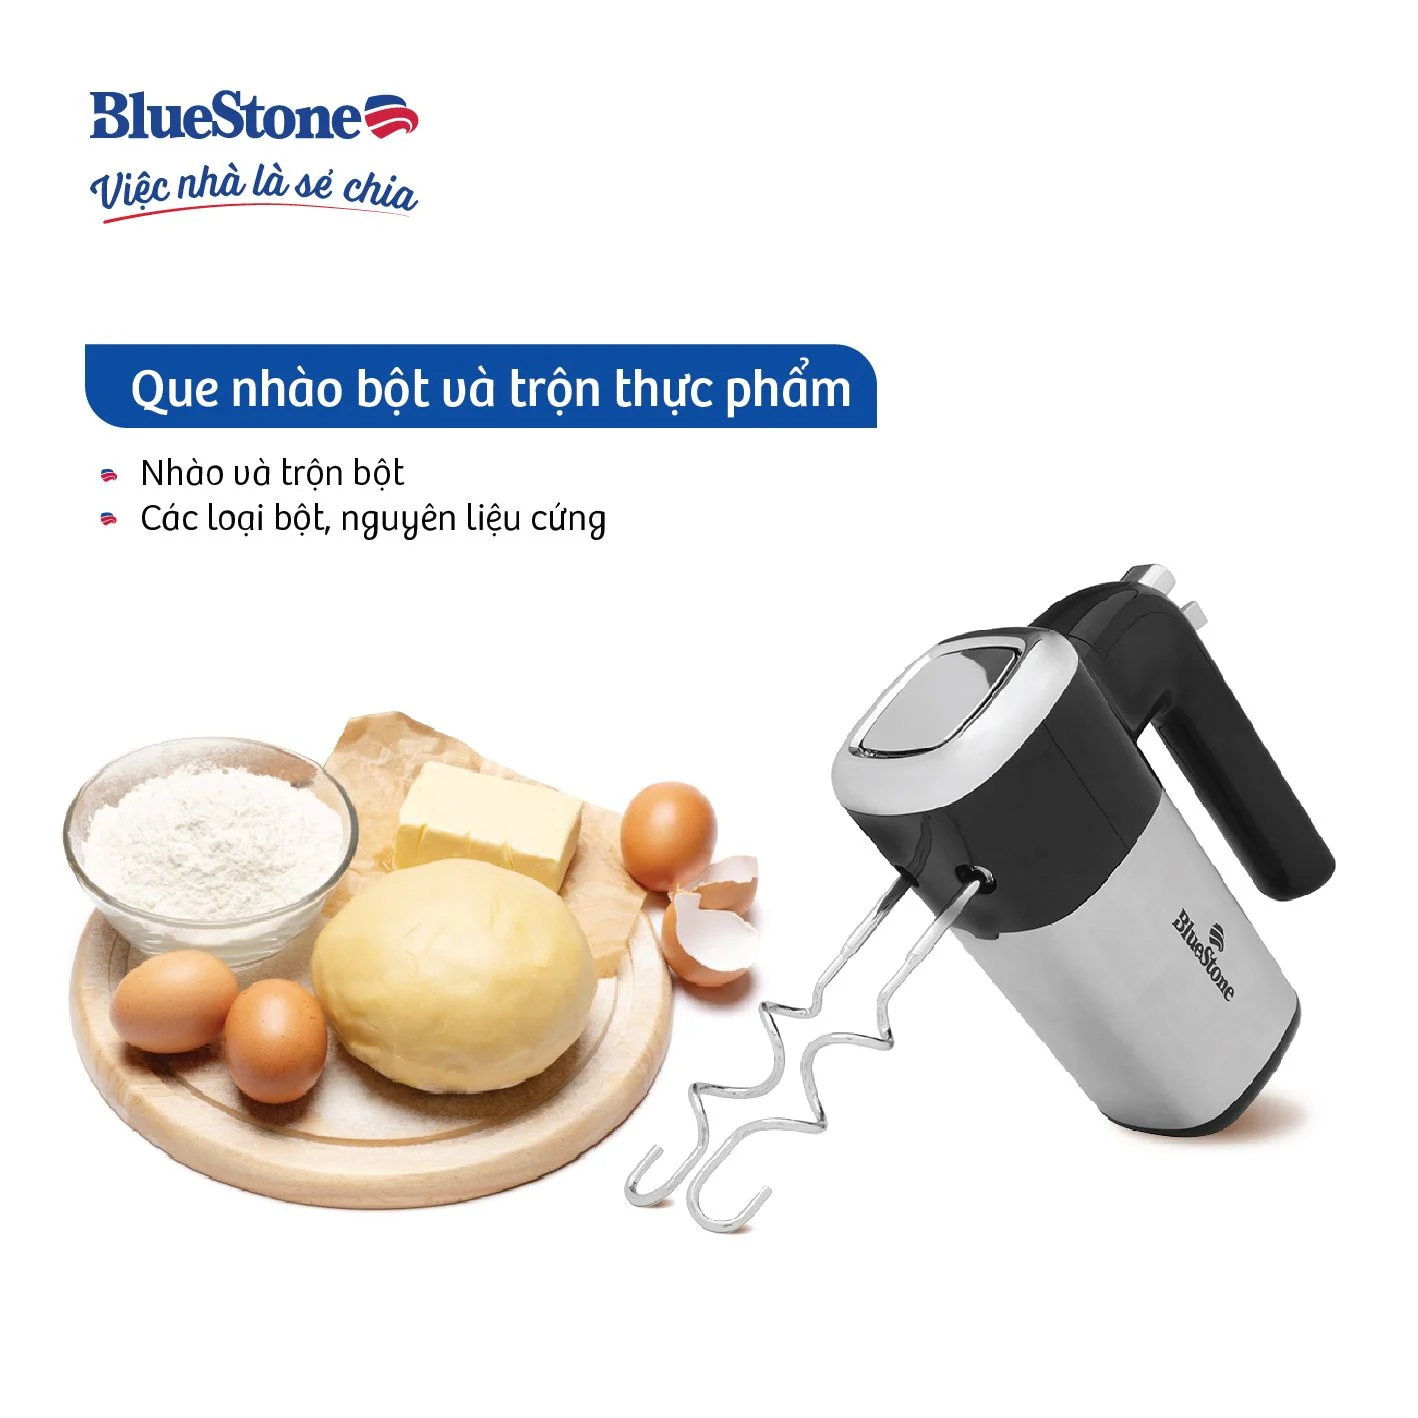 BlueStone
Việc nhà là sẻ chia
Que nhào bột và trộn thực phẩm
Nhào và trộn bột
Các loại bột, nguyên liệu cứng
BlueStone